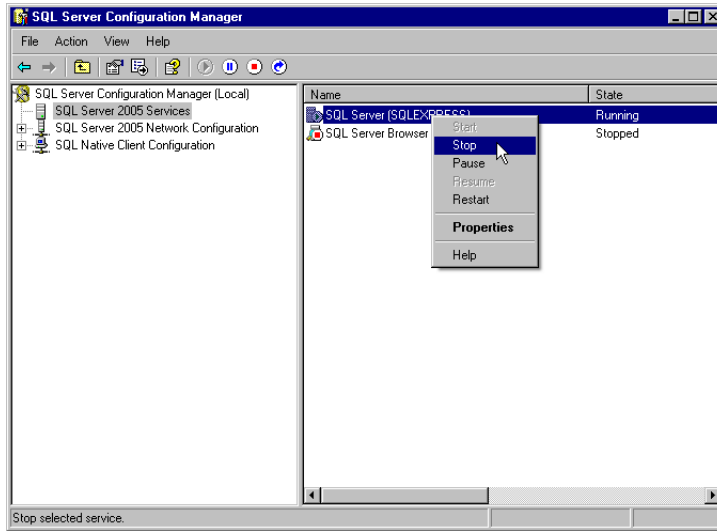 SQL Server Configuration Manager
File Action View Help
SQL Server Configuration Manager (Local)
SQL Server 2005 Services
SQL Server 2005 Network Configuration
SQL Native Client Configuration
Name State
SQL Server (SQLEXPRESS) Running
SQL Server Browser Stopped
Start
Stop
Pause
Resume
Restart
Properties
Help
Stop selected service.